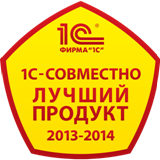 1С
ФИРМА "1С"
1С-СОВМЕСТНО
ЛУЧШИЙ
ПРОДУКТ
2013-2014